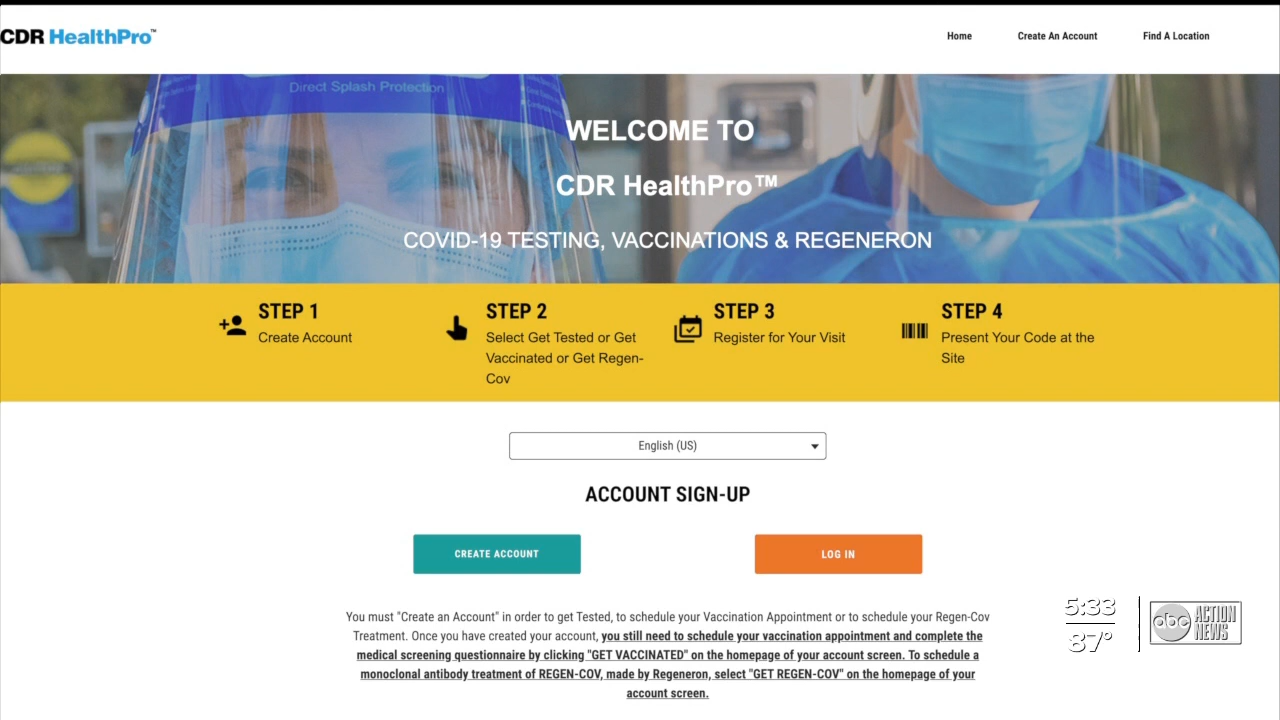 CDR HealthPro™
Home
Create An Account
Find A Location
Direct Splash Protection
WELCOME TO
CDR HealthPro™
COVID-19 TESTING, VACCINATIONS & REGENERON
STEP 1
Create Account
STEP 2
Select Get Tested or Get
Vaccinated or Get Regen-
Cov
STEP 3
Register for Your Visit
STEP 4
Present Your Code at the
Site
English (US)
ACCOUNT SIGN-UP
CREATE ACCOUNT
LOG IN
You must "Create an Account" in order to get Tested, to schedule your Vaccination Appointment or to schedule your Regen-Cov
Treatment. Once you have created your account, you still need to schedule your vaccination appointment and complete the
medical screening questionnaire by clicking "GET VACCINATED" on the homepage of your account screen. To schedule a
monoclonal antibody treatment of REGEN-COV, made by Regeneron, select "GET REGEN-COV" on the homepage of your
account screen.
5:33
87°
abc
ACTION
NEWS